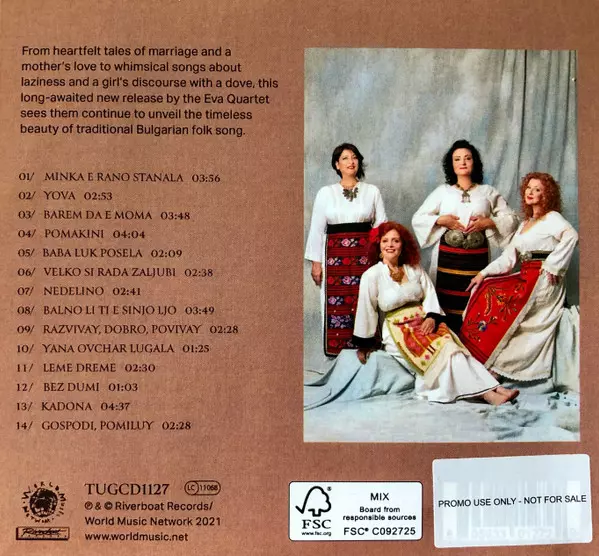 From heartfelt tales of marriage and a
mother's love to whimsical songs about
laziness and a girl's discourse with a dove, this
long-awaited new release by the Eva Quartet
sees them continue to unveil the timeless
beauty of traditional Bulgarian folk song.
01/ MINKA E RANO STANALA 03:56
02/ YOVA 02:53
03/ BAREM DA E MOMA 03:48
04/ POMAKINI 04:04
05/ BABA LUK POSELA 02:09
06/ VELKO SI RADA ZALJUBI 02:38
07/ NEDELINO 02:41
08/ BALNO LI TI E SINJO LJO 03:49
09/ RAZVIVAY, DOBRO, POVIVAY 02:28
10/ YANA OVCHAR LUGALA 01:25
11/ LEME DREME 02:30
12/ BEZ DUMI 01:03
13/ KADONA 04:37
14/ GOSPODI, POMILUY 02:28
TUGCD1127
LC 11068
℗ & © Riverboat Records/
World Music Network 2021
www.worldmusic.net
FSC
www.fsc.org
MIX
Board from
responsible sources
FSC® C092725
PROMO USE ONLY - NOT FOR SALE